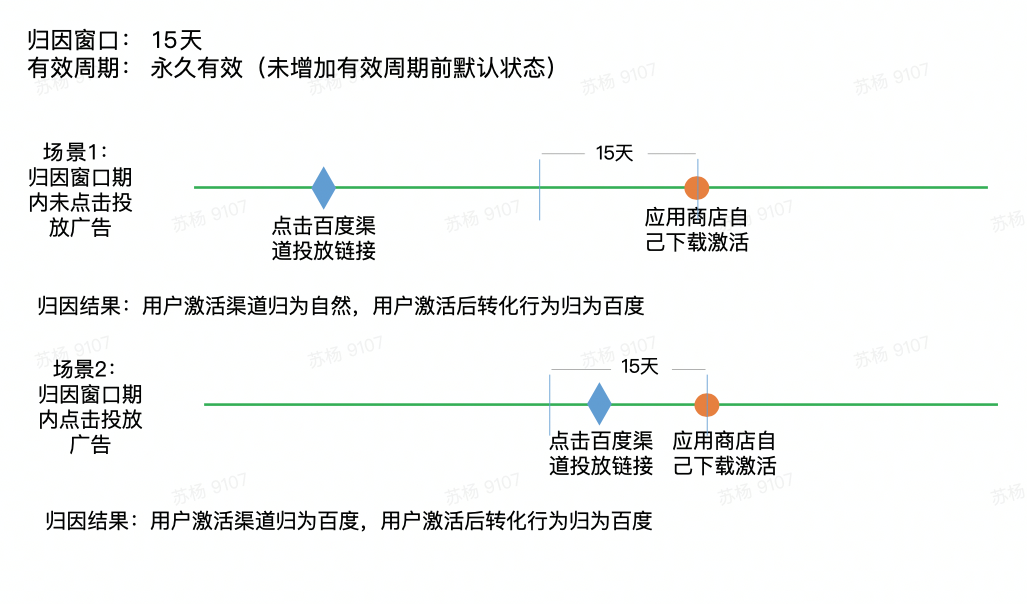 归因窗口： 15天
有效周期： 永久有效（未增加有效周期前默认状态）
场景1：
归因窗口期
内未点击投
放广告
15天
点击百度渠
道投放链接
应用商店自
己下载激活
归因结果：用户激活渠道归为自然，用户激活后转化行为归为百度
场景2：
归因窗口期
内点击投放
广告
15天
点击百度渠
道投放链接
应用商店自
己下载激活
归因结果：用户激活渠道归为百度，用户激活后转化行为归为百度
苏杨 9107
苏杨 9107
苏杨 9107
苏杨 9107
苏杨 9107
苏杨 9107
苏杨 9107
苏杨
苏杨 9107
苏杨 9107
苏杨 9107
苏杨 9107
苏杨 9107
苏杨 9107
苏杨 9107
苏杨